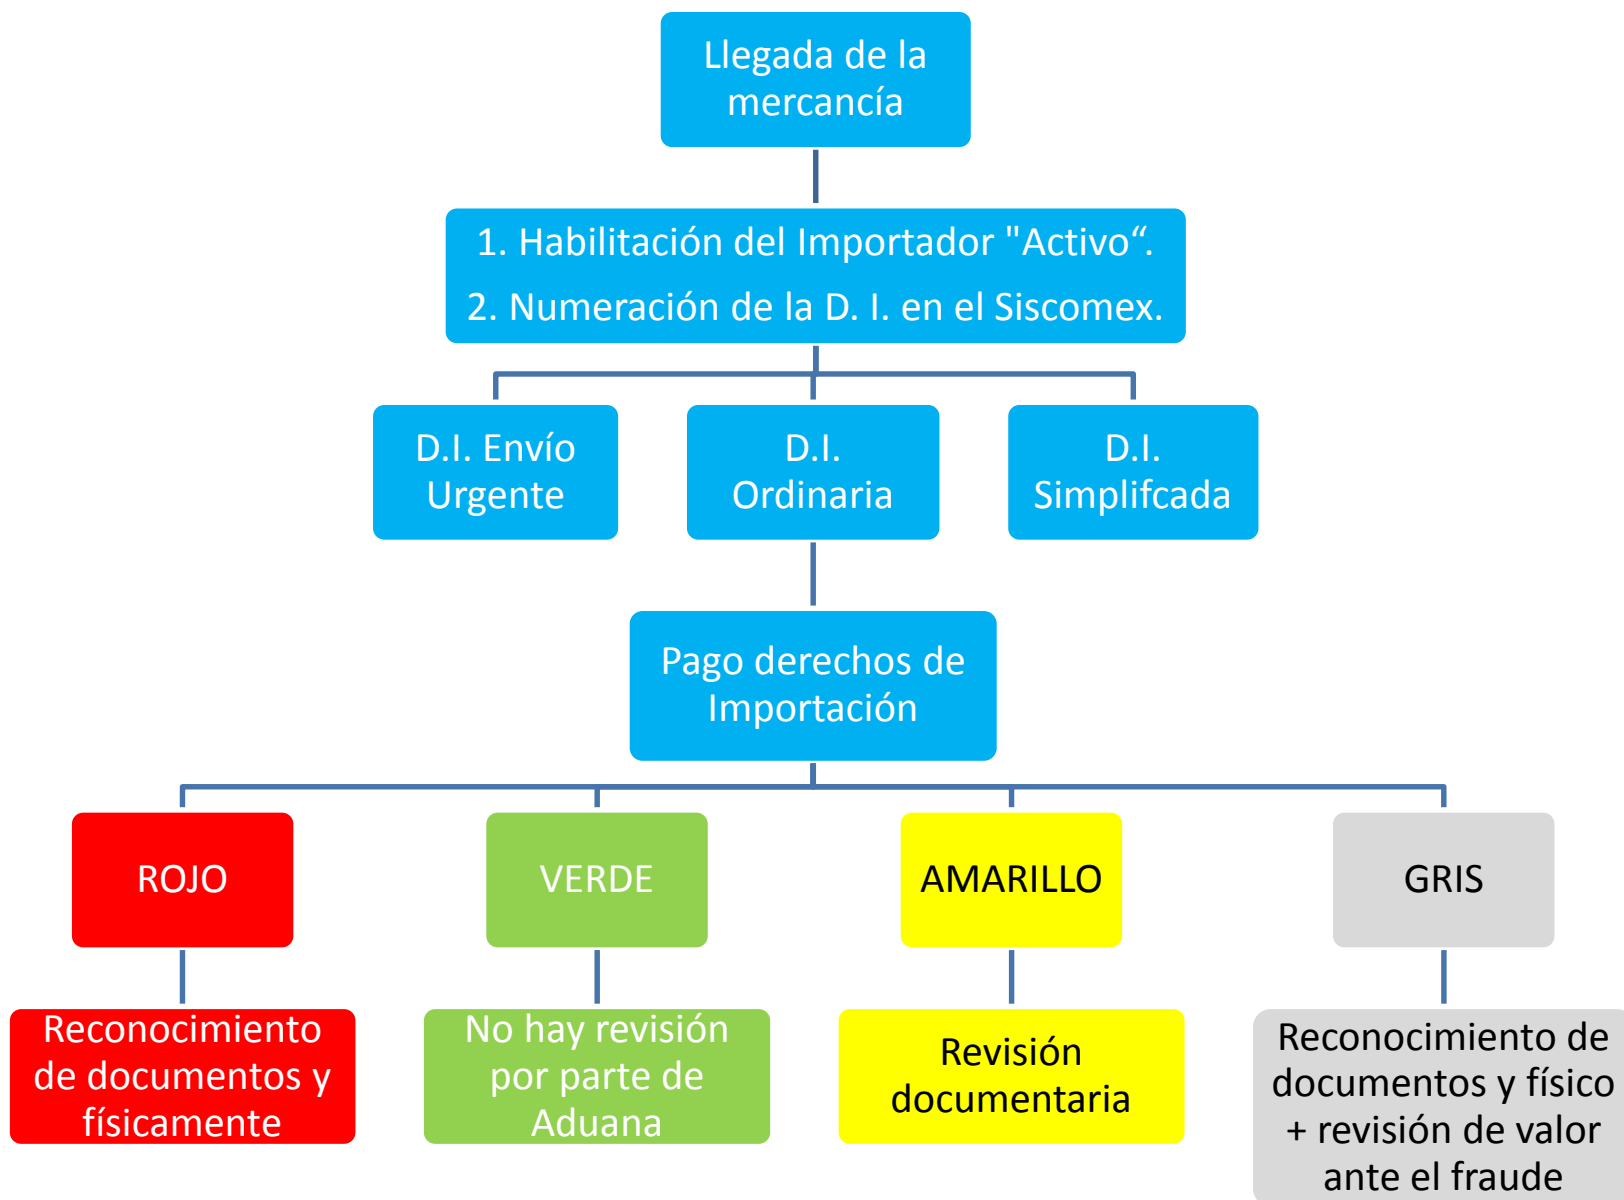 Llegada de la
mercancía
1. Habilitación del Importador "Activo“.
2. Numeración de la D. I. en el Siscomex.
D.I. Envío
Urgente
D.I.
Ordinaria
D.I.
Simplifcada
Pago derechos de
Importación
ROJO
VERDE
AMARILLO
GRIS
Reconocimiento
de documentos y
físicamente
No hay revisión
por parte de
Aduana
Revisión
documentaria
Reconocimiento de
documentos y físico
+ revisión de valor
ante el fraude